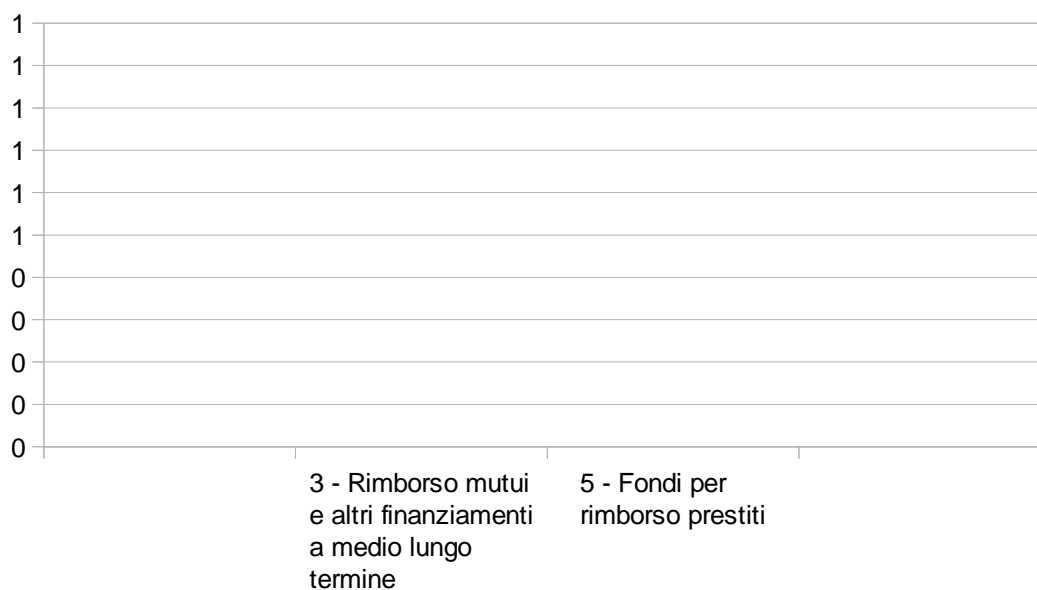 1
1
1
1
1
1
0
0
0
0
0
3 - Rimborso mutui
e altri finanziamenti
a medio lungo
termine
5 - Fondi per
rimborso prestiti